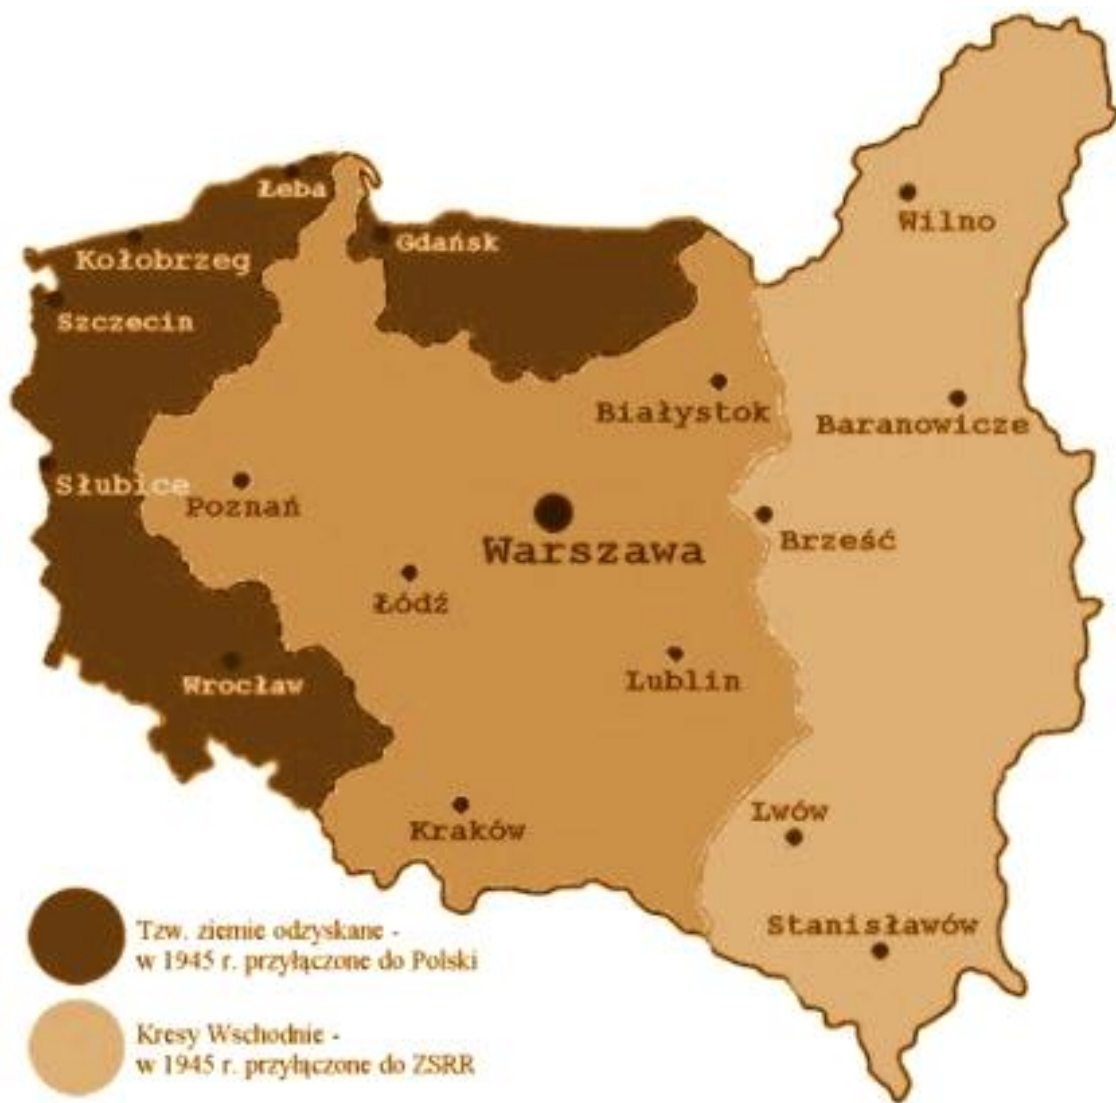 Łeba
Wilno
Gdańsk
Kołobrzeg
Szczecin
Białystok
Baranowicze
Słubice
Poznań
Warszawa
Brześć
Łódź
Wrocław
Lublin
Lwów
Kraków
Stanisławów
Tzw. ziemie odzyskane -
w 1945 r. przyłączone do Polski
Kresy Wschodnie -
w 1945 r. przyłączone do ZSRR